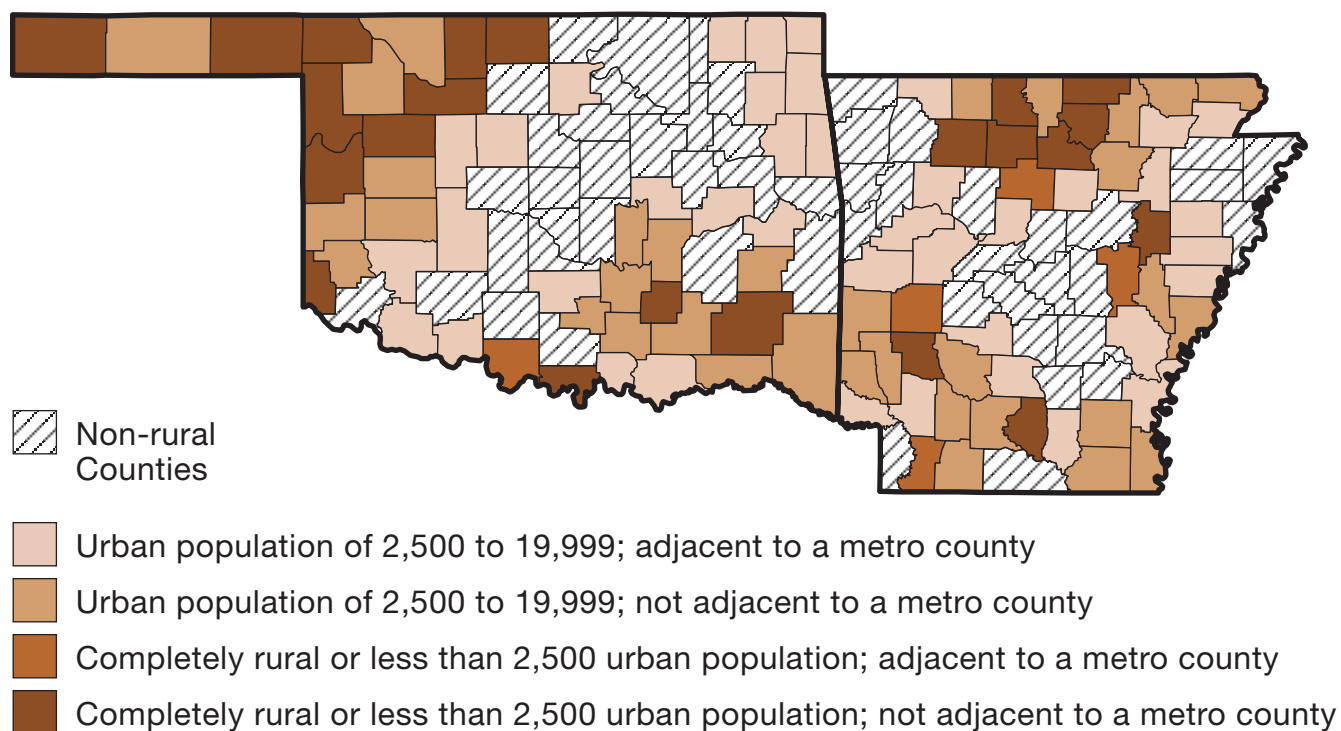 Non-rural
Counties
Urban population of 2,500 to 19,999; adjacent to a metro county
Urban population of 2,500 to 19,999; not adjacent to a metro county
Completely rural or less than 2,500 urban population; adjacent to a metro county
Completely rural or less than 2,500 urban population; not adjacent to a metro county